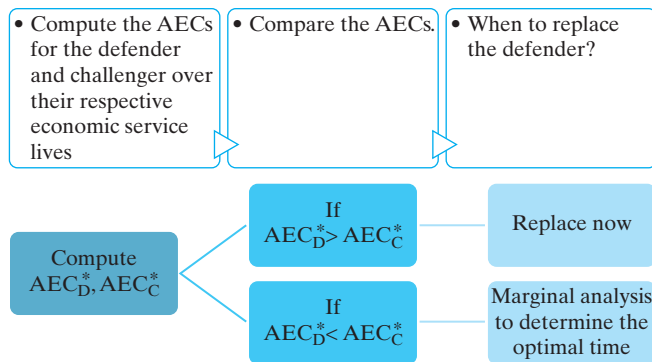 • Compute the AECs
for the defender
and challenger over
their respective
economic service
lives
• Compare the AECs.
• When to replace
the defender?
Compute
AEC*D, AEC*C
If
AEC*D > AEC*C
Replace now
If
AEC*D < AEC*C
Marginal analysis
to determine the
optimal time